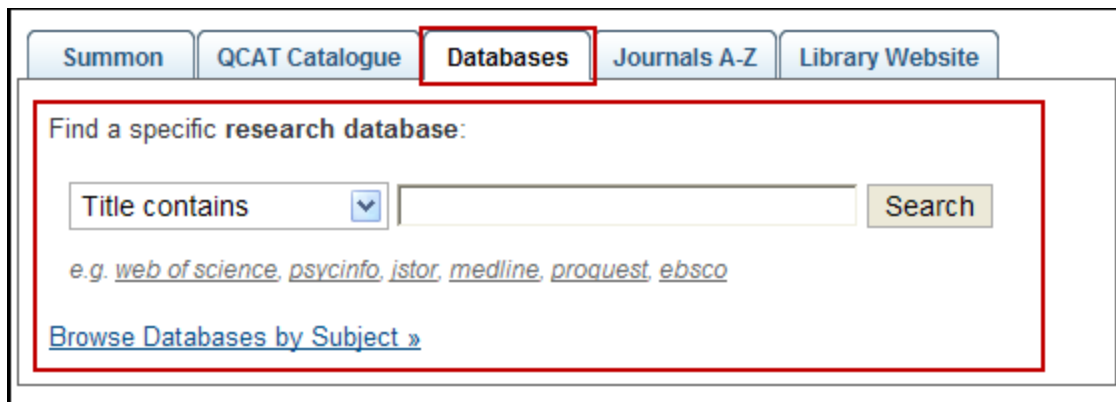 Summon QCAT Catalogue Databases Journals A-Z Library Website
Find a specific research database:
Title contains Search
e.g. web of science, psycinfo, jstor, medline, proquest, ebsco
Browse Databases by Subject »